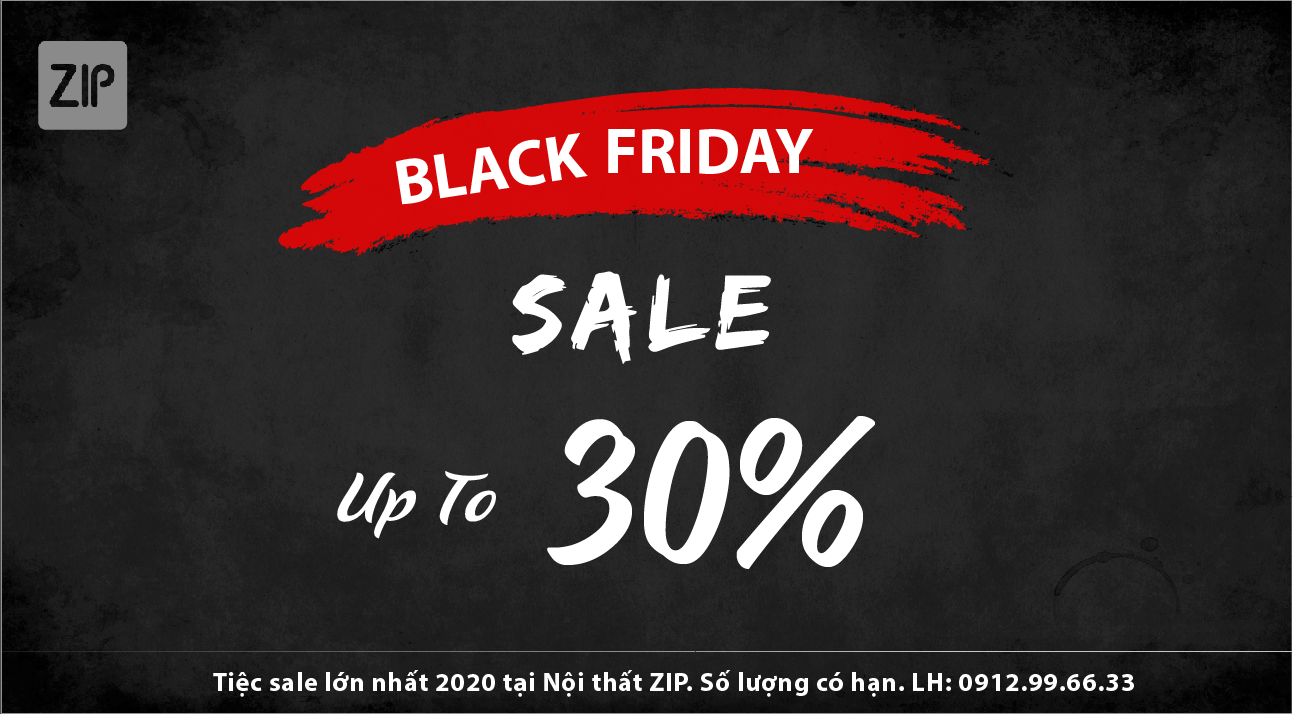 ZIP
BLACK FRIDAY
SALE
Up To 30%
Tiệc sale lớn nhất 2020 tại Nội thất ZIP. Số lượng có hạn. LH: 0912.99.66.33